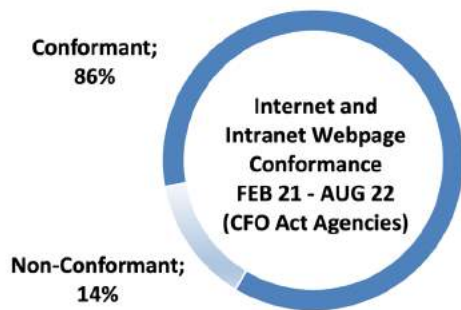 Conformant;
86%
Internet and
Intranet Webpage
Conformance
FEB 21 - AUG 22
(CFO Act Agencies)
Non-Conformant;
14%